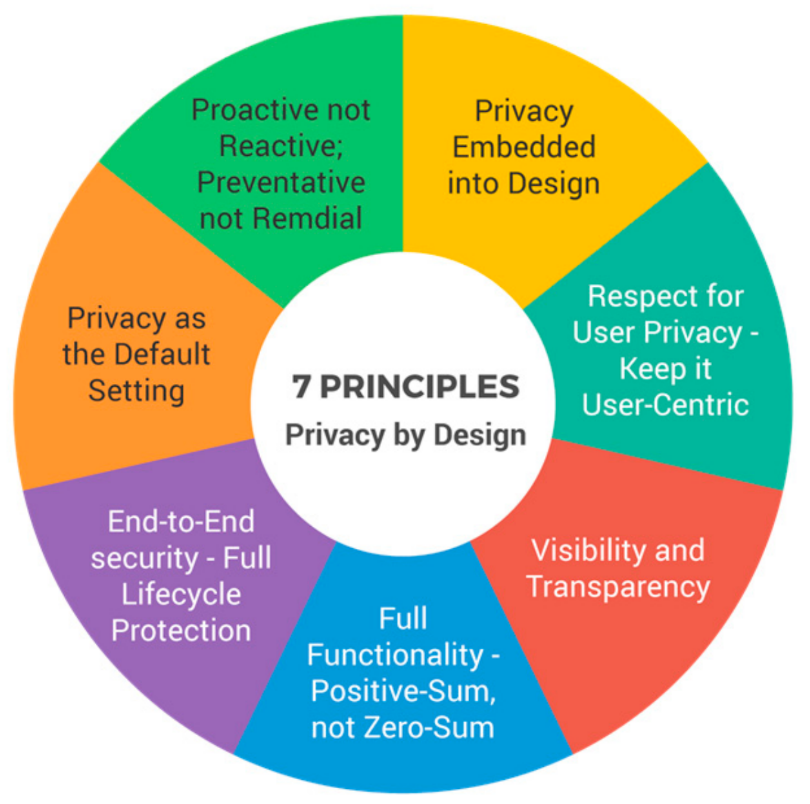 7 PRINCIPLES
Privacy by Design
Privacy
Embedded
into Design
Respect for
User Privacy -
Keep it
User-Centric
Visibility and
Transparency
Full
Functionality -
Positive-Sum,
not Zero-Sum
End-to-End
security - Full
Lifecycle
Protection
Privacy as
the Default
Setting
Proactive not
Reactive;
Preventative
not Remdial